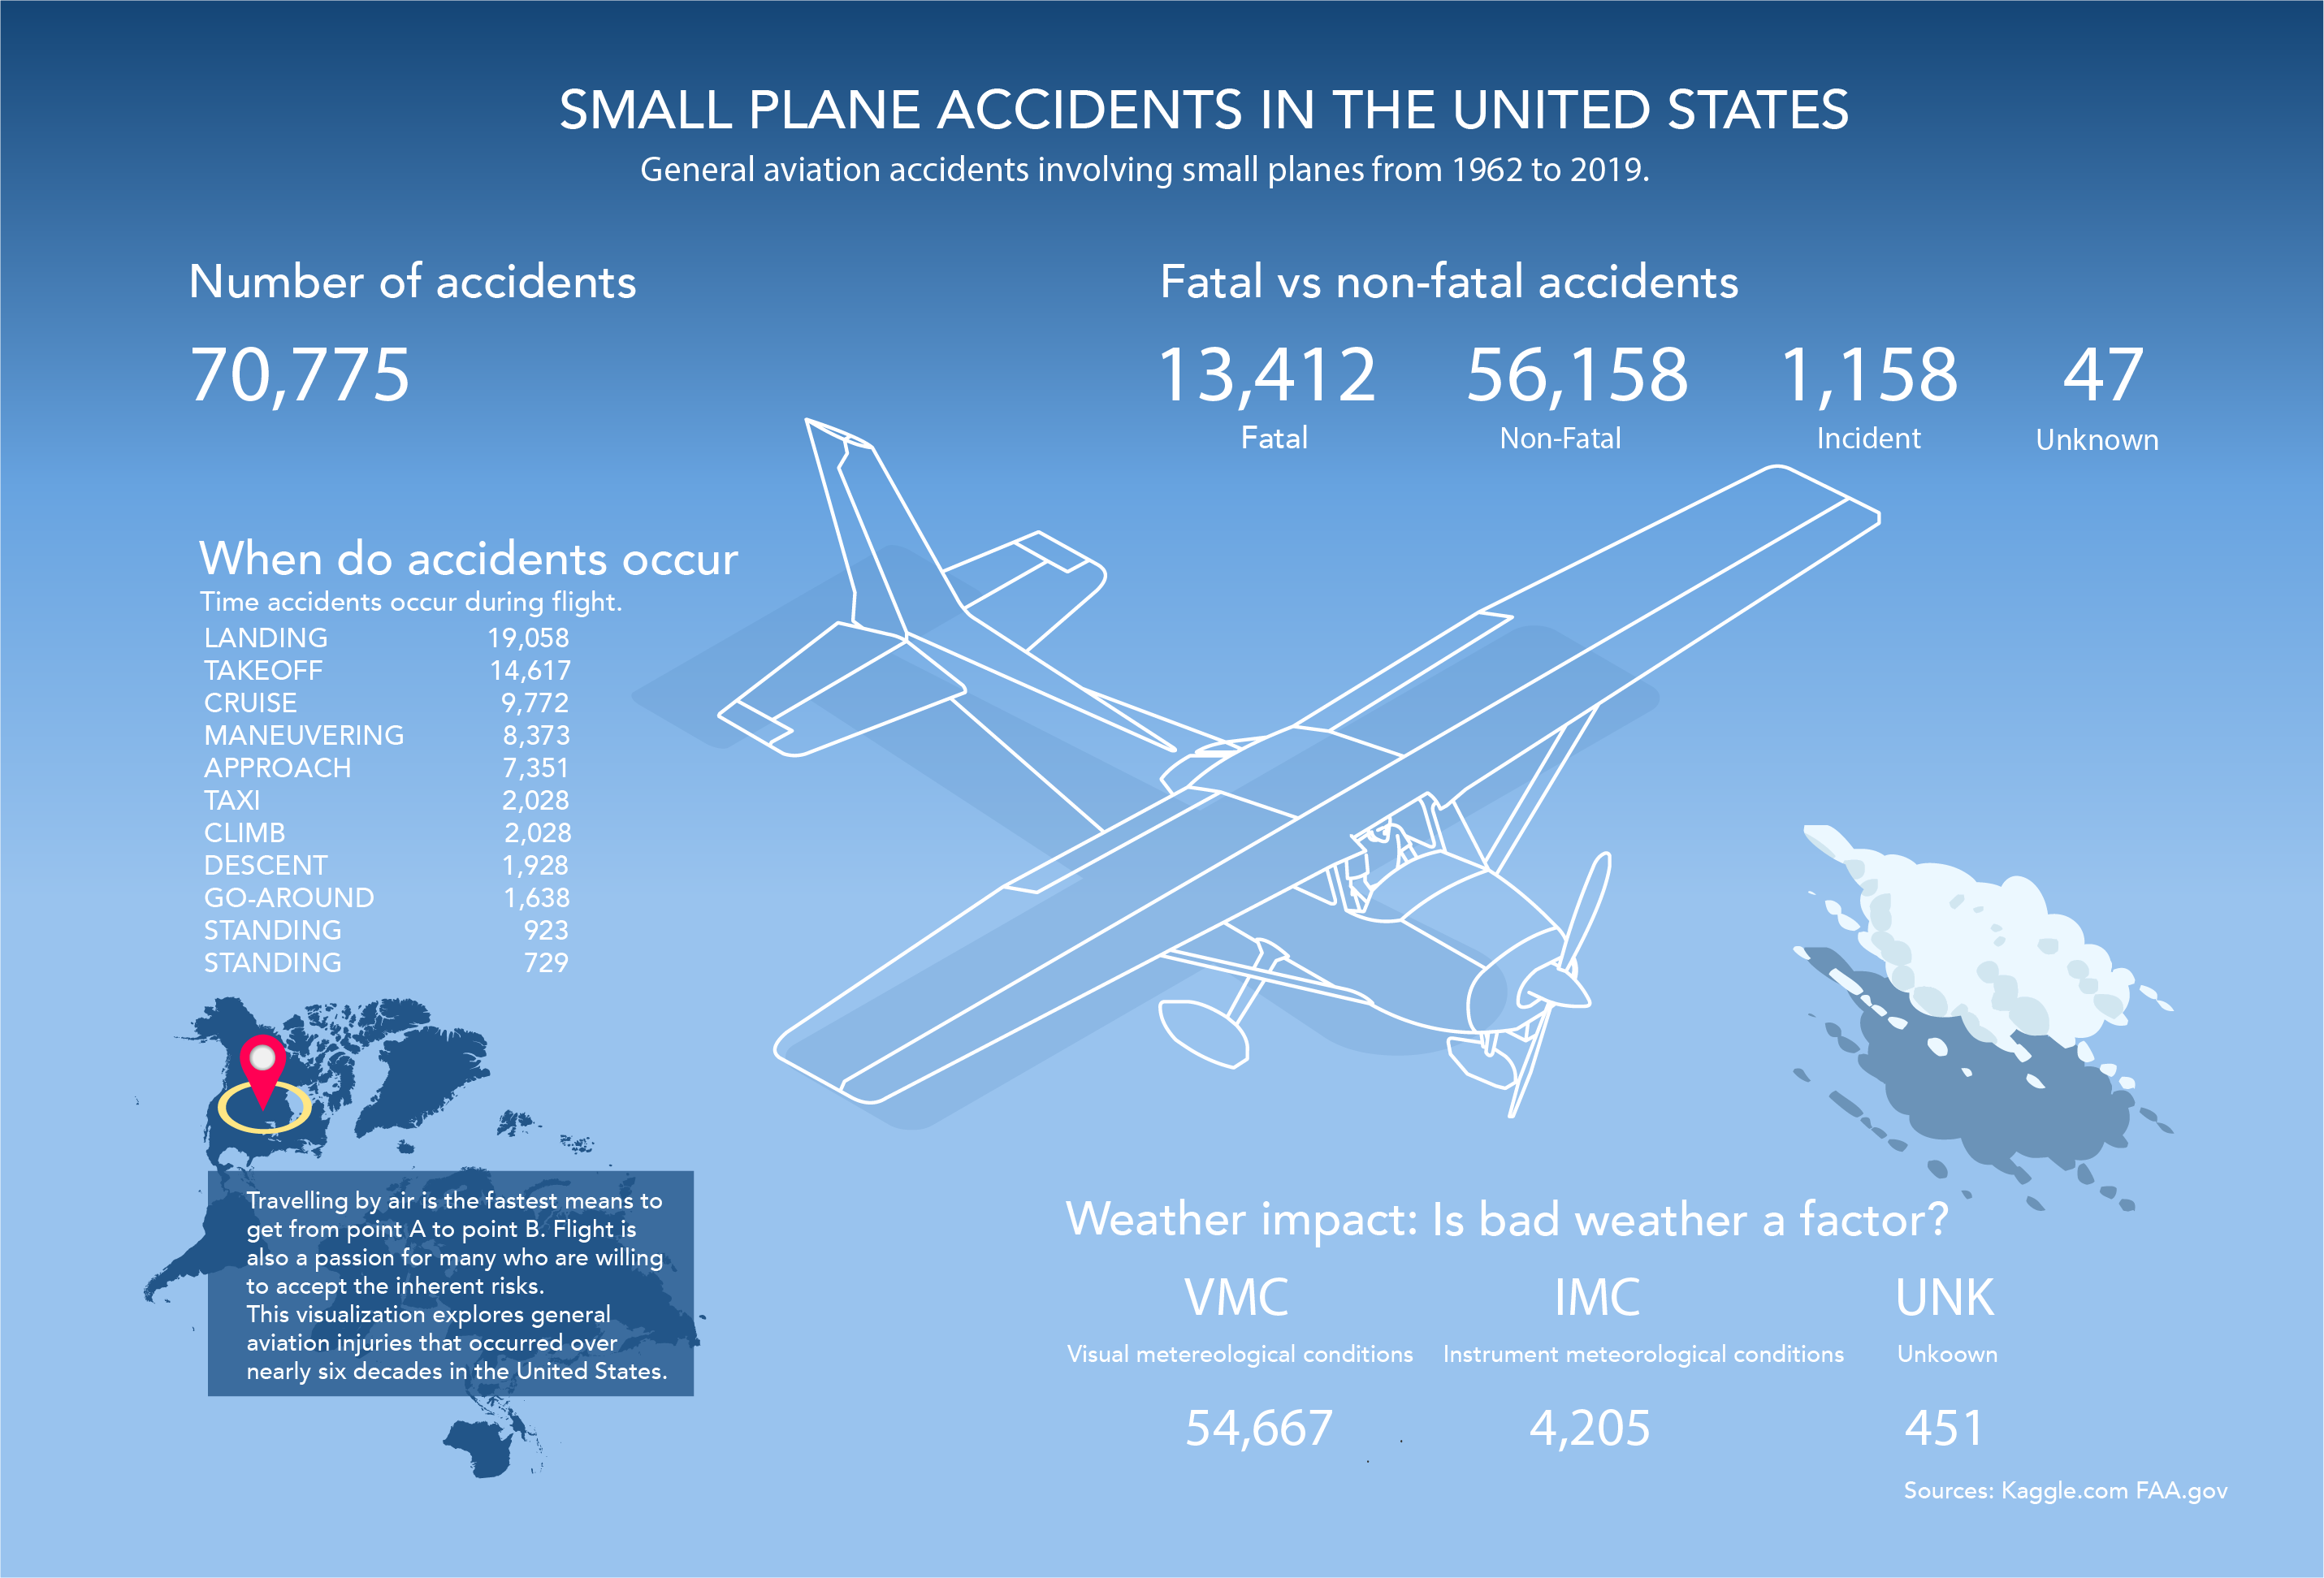 SMALL PLANE ACCIDENTS IN THE UNITED STATES
General aviation accidents involving small planes from 1962 to 2019.
Number of accidents
70,775
Fatal vs non-fatal accidents
13,412 56,158 1,158 47
Fatal Non-Fatal Incident Unknown
When do accidents occur
Time accidents occur during flight.
LANDING 19,058
TAKEOFF 14,617
CRUISE 9,772
MANEUVERING 8,373
APPROACH 7,351
TAXI 2,028
CLIMB 2,028
DESCENT 1,928
GO-AROUND 1,638
STANDING 923
STANDING 729
Travelling by air is the fastest means to
get from point A to point B. Flight is
also a passion for many who are willing
to accept the inherent risks.
This visualization explores general
aviation injuries that occurred over
nearly six decades in the United States.
Weather impact: Is bad weather a factor?
VMC IMC UNK
Visual metereological conditions Instrument meteorological conditions Unkoown
54,667 4,205 451
Sources: Kaggle.com FAA.gov